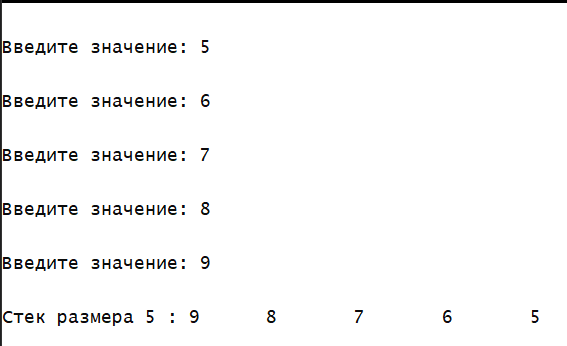 Введите значение: 5
Введите значение: 6
Введите значение: 7
Введите значение: 8
Введите значение: 9
Стек размера 5 : 9 8 7 6 5